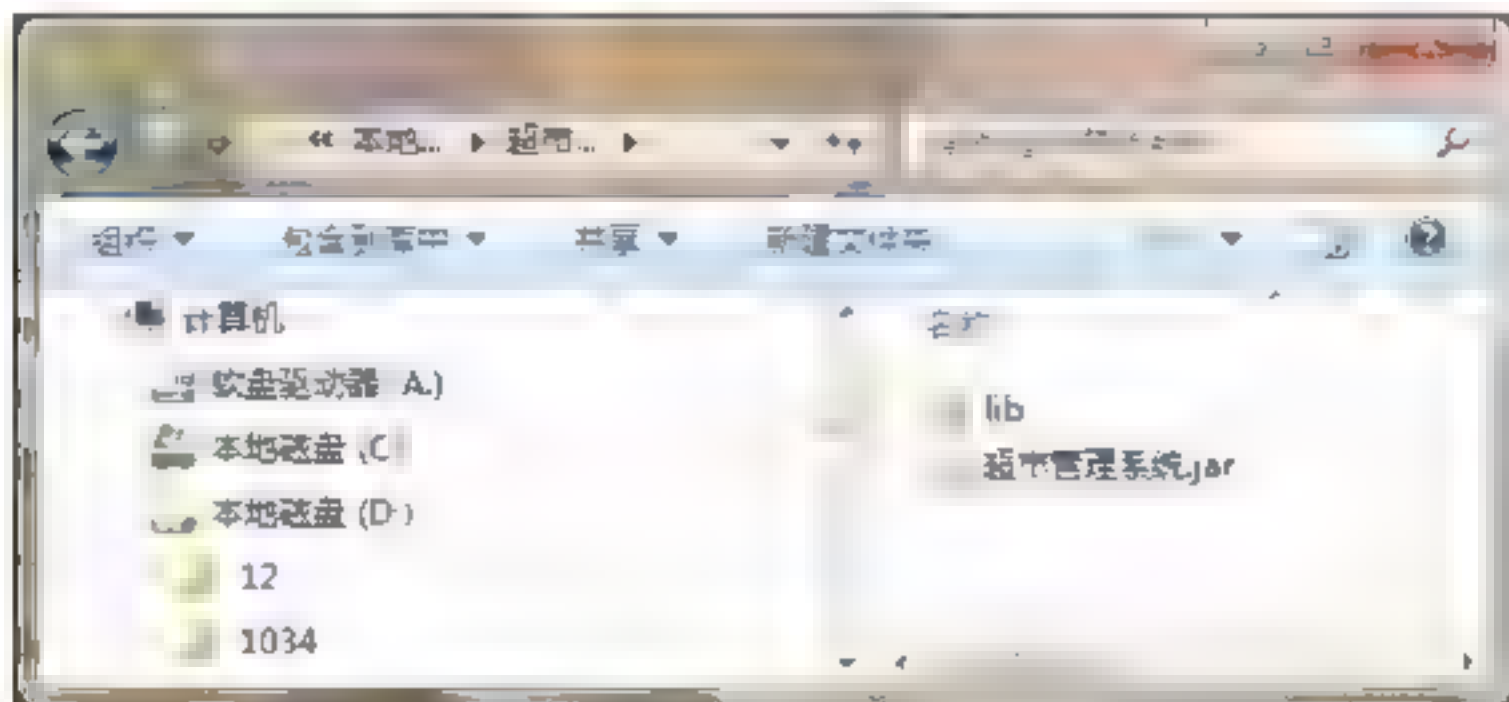 « 本地... ▶ 超市... ▶
组织 ▼ 包含到库中 ▼ 共享 ▼ 新建文件夹
计算机
软盘驱动器 (A:)
本地磁盘 (C:)
本地磁盘 (D:)
12
1034
名称
lib
超市管理系统.jar